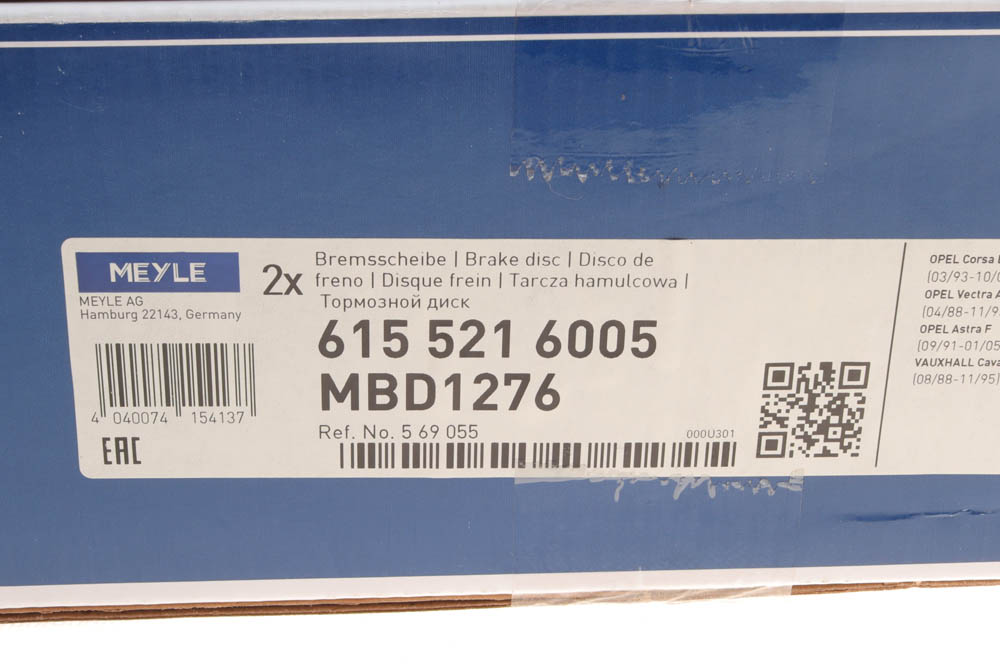 MEYLE
MEYLE AG
Hamburg 22143, Germany
4 040074 154137
EAC
2x
Bremsscheibe | Brake disc | Disco de
freno | Disque frein | Tarcza hamulcowa |
Тормозной диск
615 521 6005
MBD1276
Ref. No. 5 69 055
000U301
OPEL Corsa
(03/93-10/
OPEL Vectra
(04/88-11/9
OPEL Astra F
(09/91-01/05
VAUXHALL Cava
(08/88-11/95)